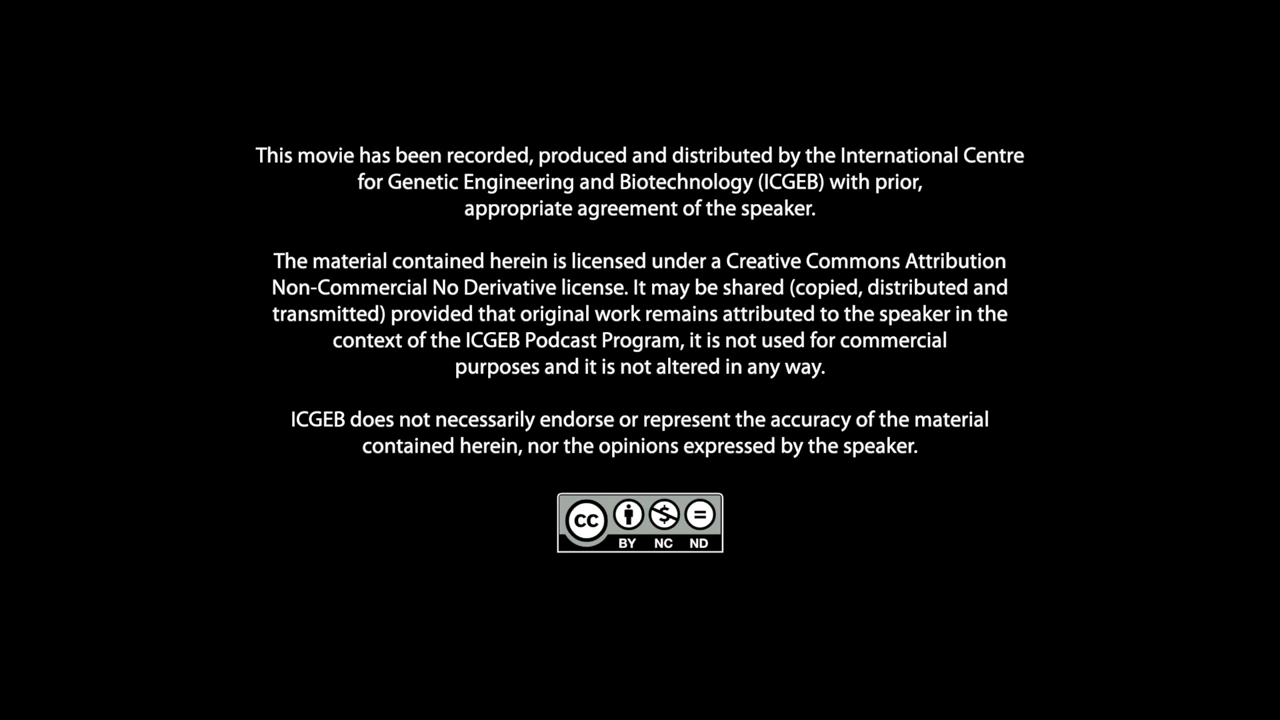 This movie has been recorded, produced and distributed by the International Centre
for Genetic Engineering and Biotechnology (ICGEB) with prior,
appropriate agreement of the speaker.
The material contained herein is licensed under a Creative Commons Attribution
Non-Commercial No Derivative license. It may be shared (copied, distributed and
transmitted) provided that original work remains attributed to the speaker in the
context of the ICGEB Podcast Program, it is not used for commercial
purposes and it is not altered in any way.
ICGEB does not necessarily endorse or represent the accuracy of the material
contained herein, nor the opinions expressed by the speaker.
CC
BY NC ND